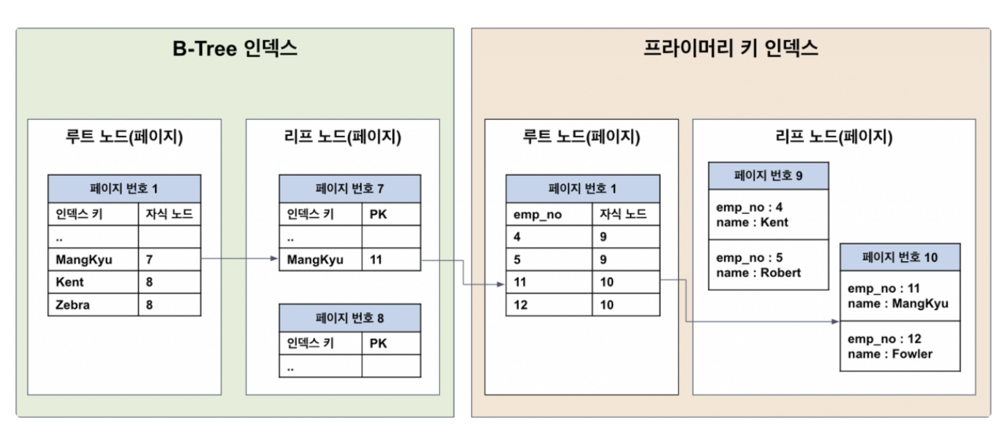 B-Tree 인덱스
루트 노드(페이지)
페이지 번호 1
인덱스 키 자식 노드
..
MangKyu 7
Kent 8
Zebra 8
리프 노드(페이지)
페이지 번호 7
인덱스 키 PK
..
MangKyu 11
페이지 번호 8
인덱스 키 PK
..
프라이머리 키 인덱스
루트 노드(페이지)
페이지 번호 1
emp_no 자식 노드
4 9
5 9
11 10
12 10
리프 노드(페이지)
페이지 번호 9
emp_no : 4
name : Kent
emp_no : 5
name : Robert
페이지 번호 10
emp_no : 11
name : MangKyu
emp_no : 12
name : Fowler